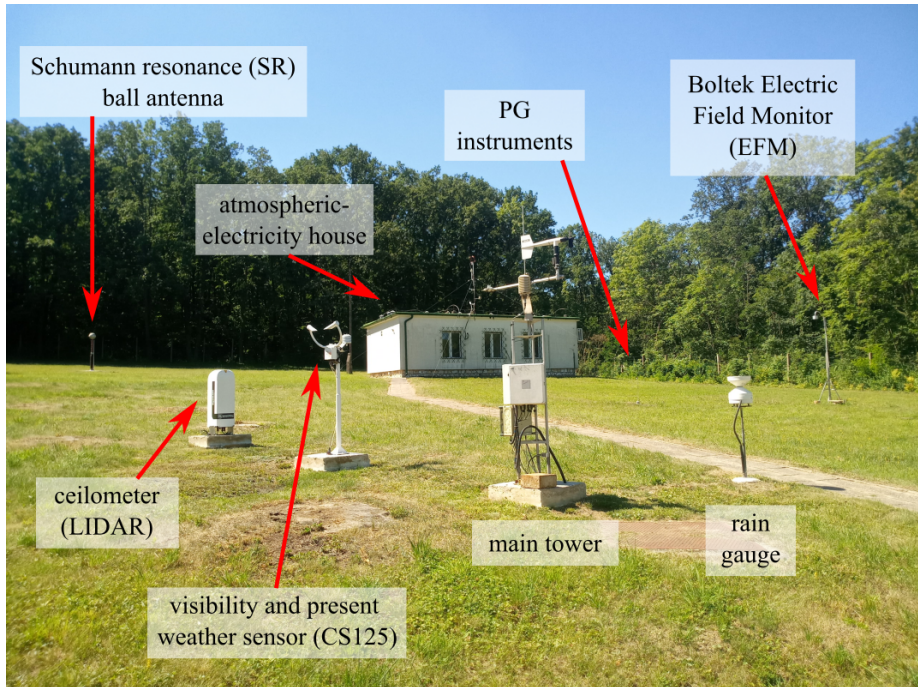 Schumann resonance (SR)
ball antenna
PG
instruments
Boltek Electric
Field Monitor
(EFM)
atmospheric-
electricity house
ceilometer
(LIDAR)
visibility and present
weather sensor (CS125)
main tower
rain
gauge